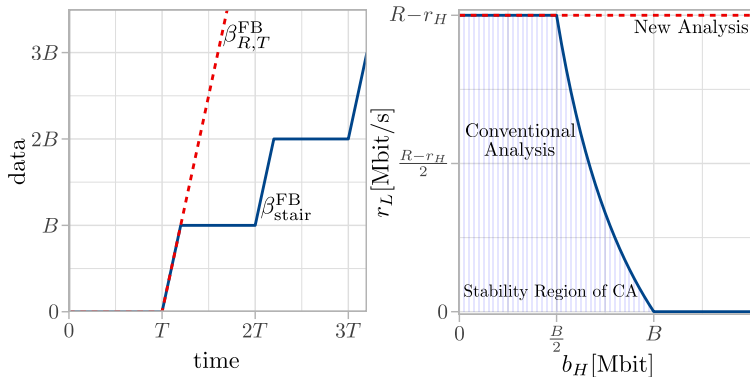 3B
2B
B
0
data
β^FB_R,T
β^FB_stair
0 T 2T 3T
time
R−r_H
R−r_H/2
0
r_L[Mbit/s]
New Analysis
Conventional
Analysis
Stability Region of CA
0 B/2 B
b_H[Mbit]